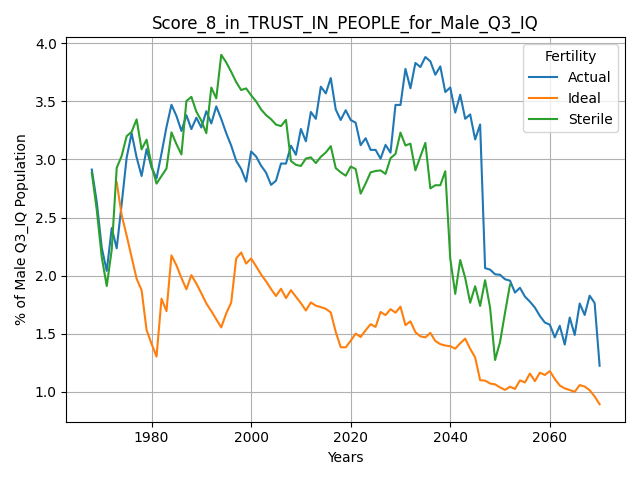 Score_8_in_TRUST_IN_PEOPLE_for_Male_Q3_IQ
% of Male Q3_IQ Population
4.0
3.5
3.0
2.5
2.0
1.5
1.0
Fertility
Actual
Ideal
Sterile
1980
2000
2020
2040
2060
Years